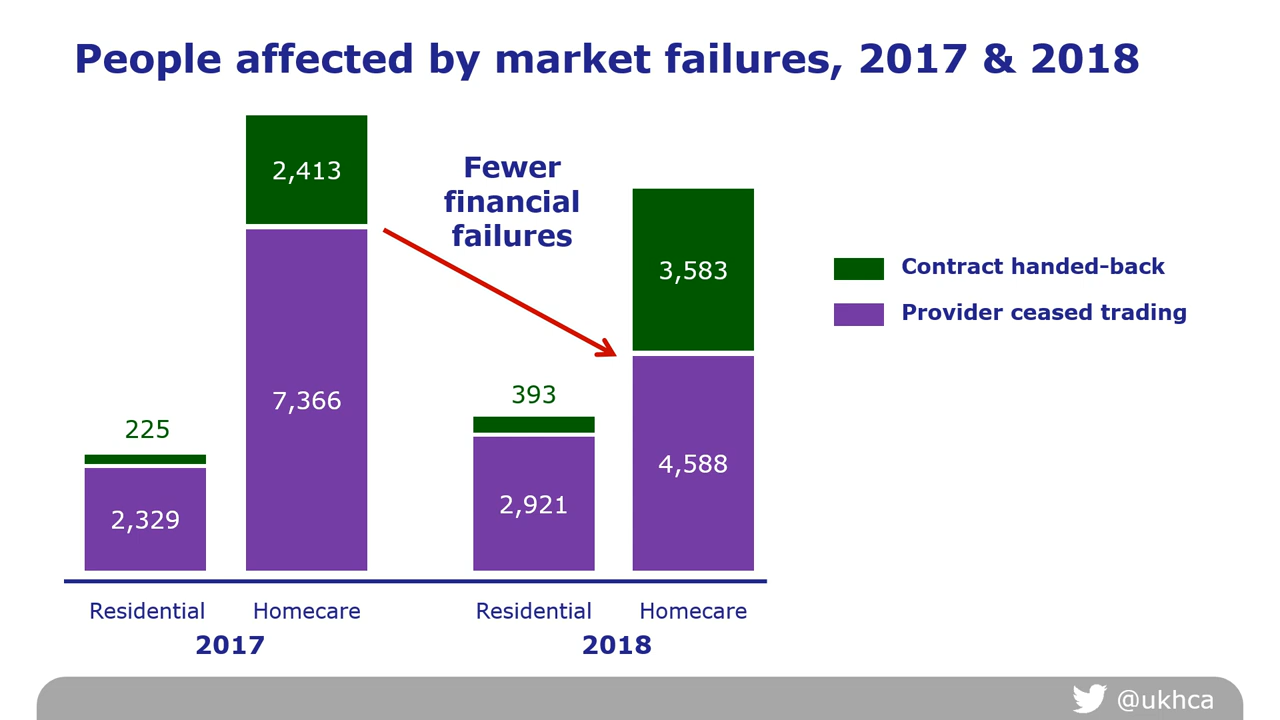 People affected by market failures, 2017 & 2018
2,413
7,366
225
2,329
Fewer
financial
failures
393
2,921
3,583
4,588
Contract handed-back
Provider ceased trading
Residential
Homecare
Residential
Homecare
2017
2018
@ukhca